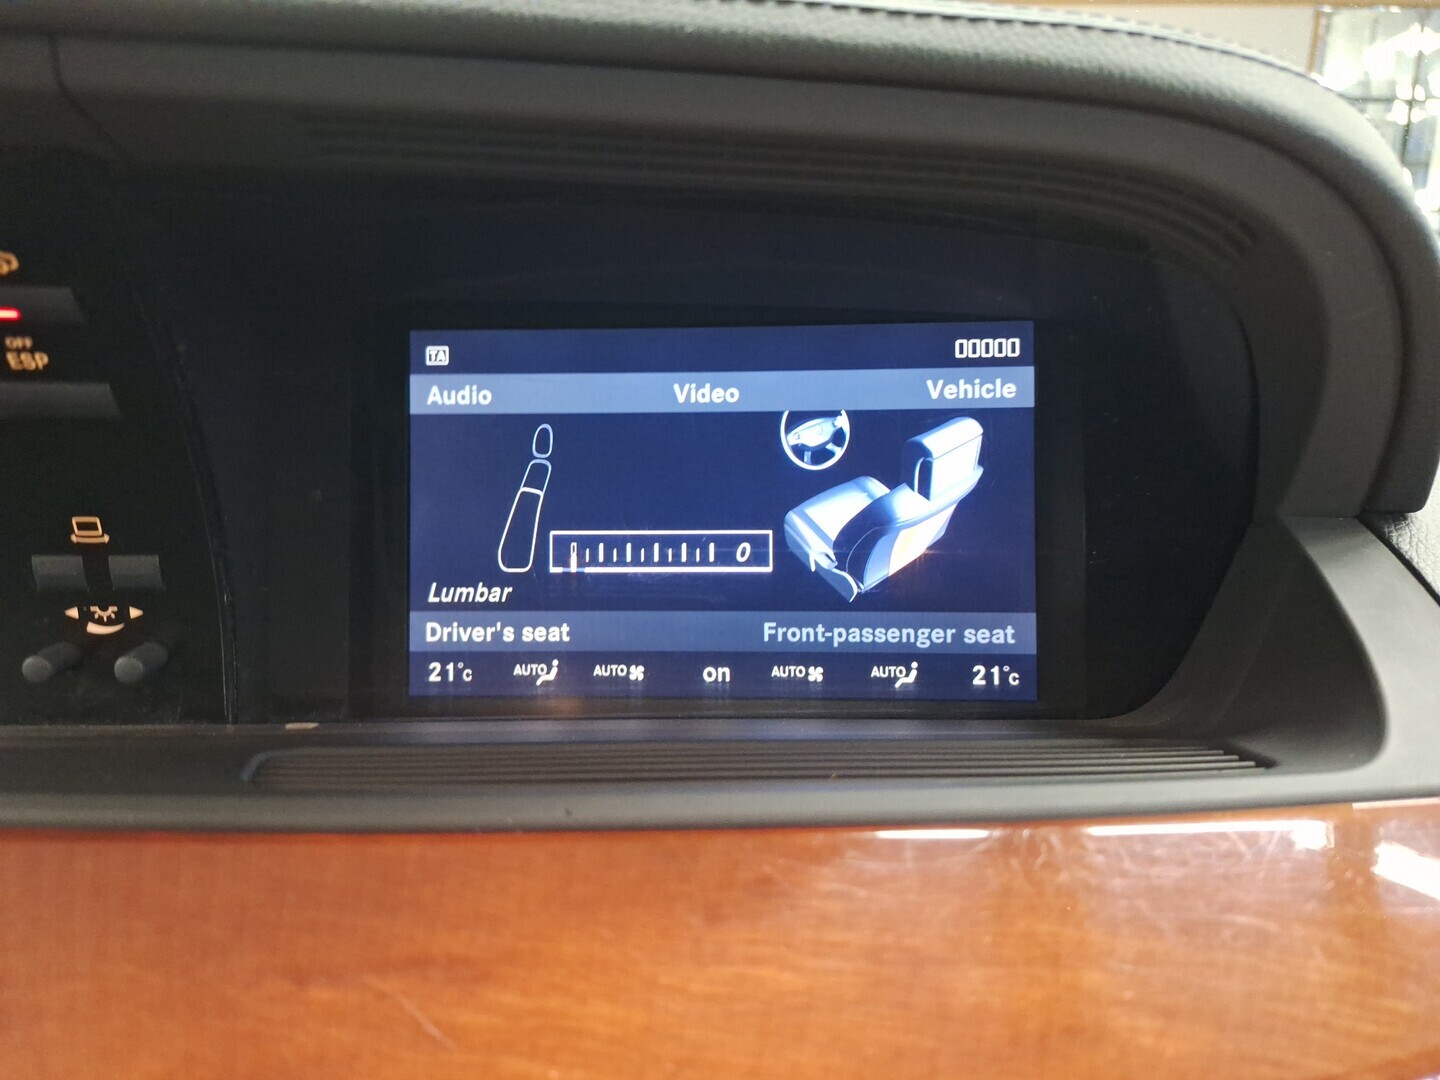 TA 00000
Audio Video Vehicle
0
Lumbar
Driver's seat Front-passenger seat
21°C AUTO AUTO on AUTO AUTO 21°C
OFF
ESP